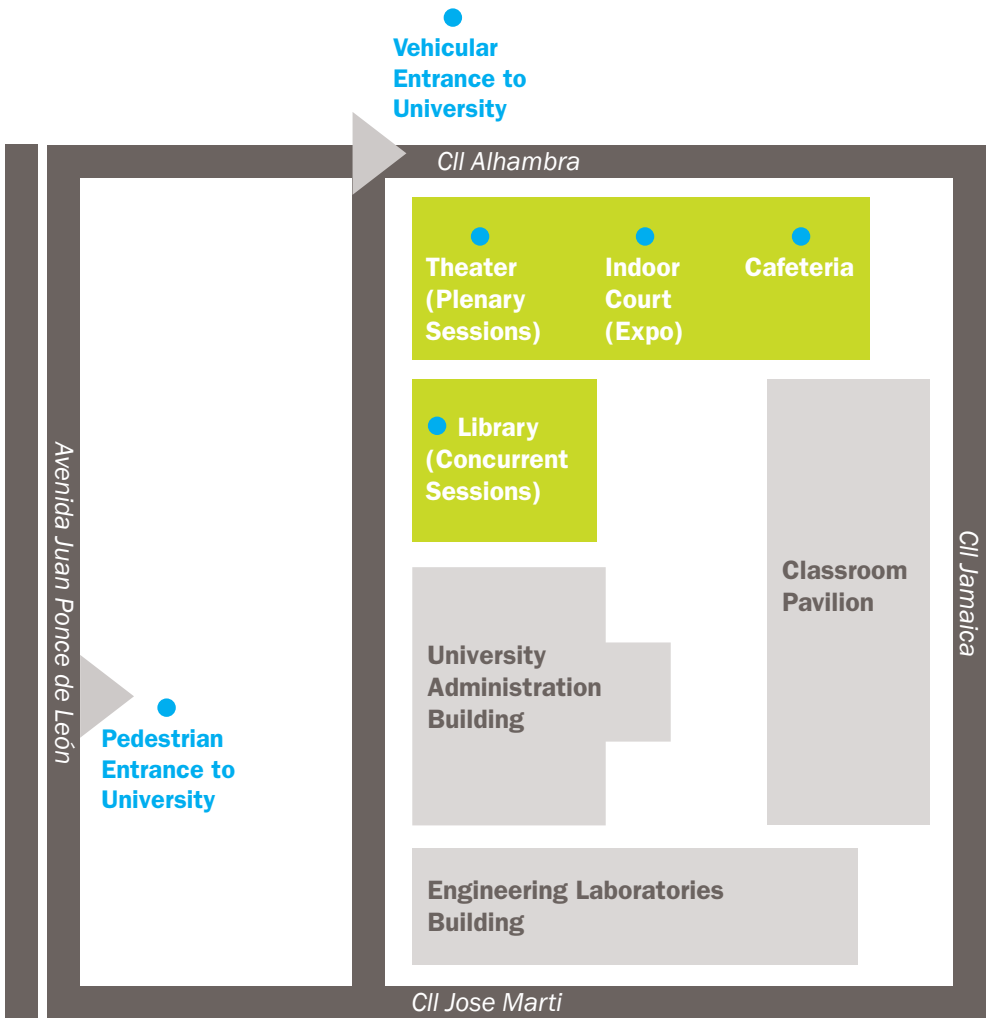 Vehicular
Entrance to
University
Cll Alhambra
Theater
(Plenary
Sessions)
Indoor
Court
(Expo)
Cafeteria
Library
(Concurrent
Sessions)
Avenida Juan Ponce de León
Cll Jamaica
Classroom
Pavilion
University
Administration
Building
Pedestrian
Entrance to
University
Engineering Laboratories
Building
Cll Jose Marti